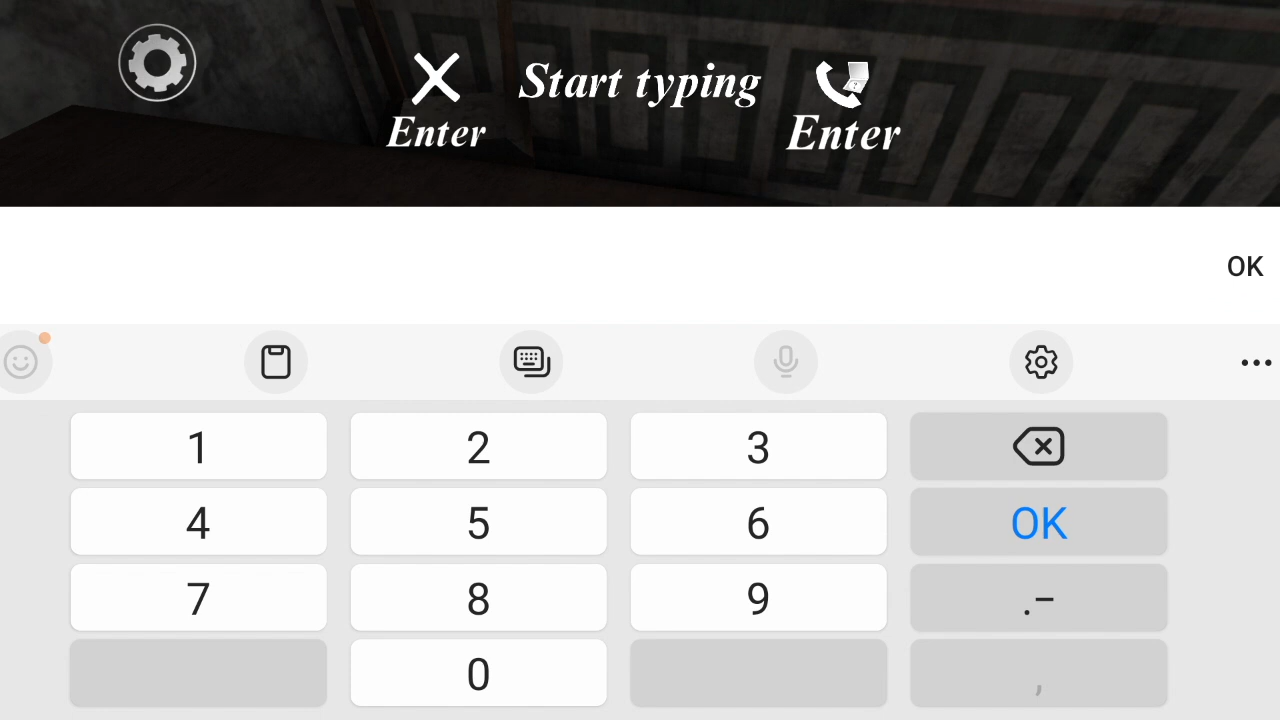 Start typing
Enter
Enter
OK
1 2 3
4 5 6 OK
7 8 9 .–
0 ,